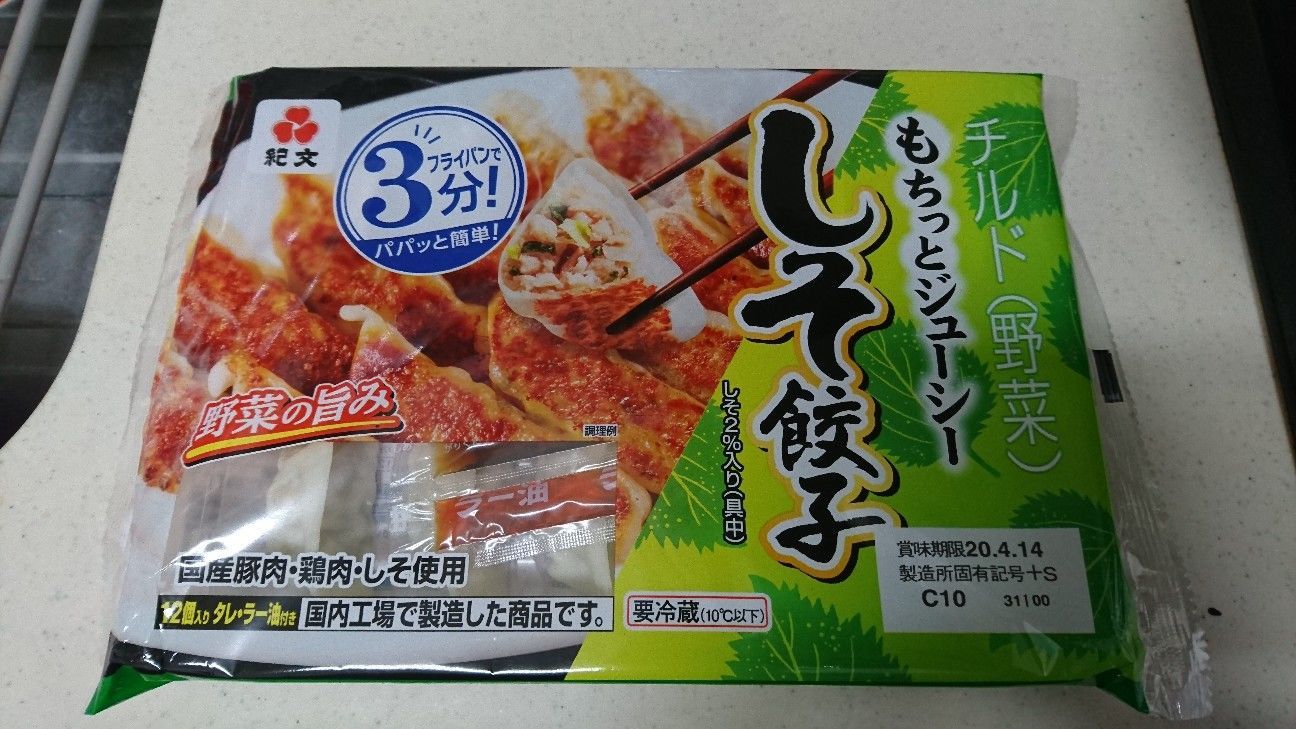 紀文
フライパンで
3分!
パパッと簡単!
チルド(野菜)
もちっとジューシー
しそ餃子
しそ2%入り(具中)
野菜の旨み
調理例
ラー油
国産豚肉・鶏肉・しそ使用
12個入り タレ・ラー油付き 国内工場で製造した商品です。
要冷蔵(10℃以下)
賞味期限20.4.14
製造所固有記号+S
C10 31100